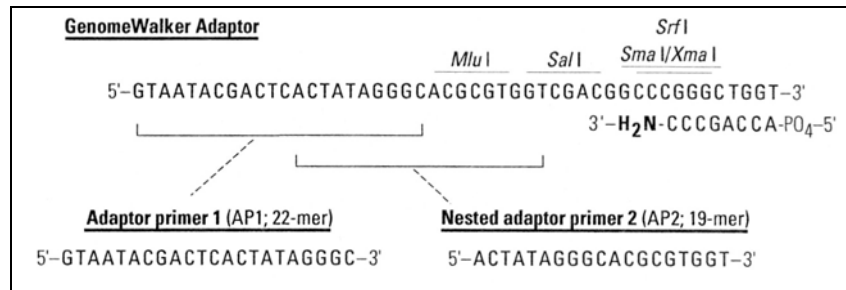 GenomeWalker Adaptor
Srf I
Mlu I Sal I Sma I/Xma I
5'–GTAATACGACTCACTATAGGGCACGCGTGGTCGACGGCCCGGGCTGGT–3'
3'–H₂N-CCCGACCA-PO₄–5'
Adaptor primer 1 (AP1; 22-mer) Nested adaptor primer 2 (AP2; 19-mer)
5'–GTAATACGACTCACTATAGGGC–3' 5'–ACTATAGGGCACGCGTGGT–3'